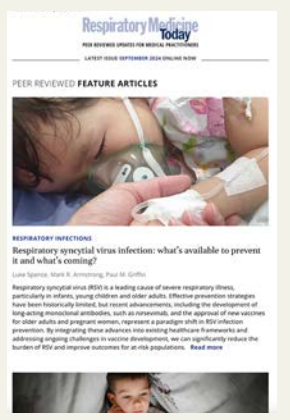 Respiratory Medicine
Today
PEER REVIEWED UPDATES FOR MEDICAL PRACTITIONERS
LATEST ISSUE SEPTEMBER 2024 ONLINE NOW
PEER REVIEWED FEATURE ARTICLES
RESPIRATORY INFECTIONS
Respiratory syncytial virus infection: what's available to prevent
it and what's coming?
Luke Spence, Mark R. Armstrong, Paul M. Griffin
Respiratory syncytial virus (RSV) is a leading cause of severe respiratory illness,
particularly in infants, young children and older adults. Effective prevention strategies
have been historically limited, but recent advancements, including the development of
long-acting monoclonal antibodies, such as nirsevimab, and the approval of new vaccines
for older adults and pregnant women, represent a paradigm shift in RSV infection
prevention. By integrating these advances into existing healthcare frameworks and
addressing ongoing challenges in vaccine development, we can significantly reduce the
burden of RSV and improve outcomes for at-risk populations. Read more